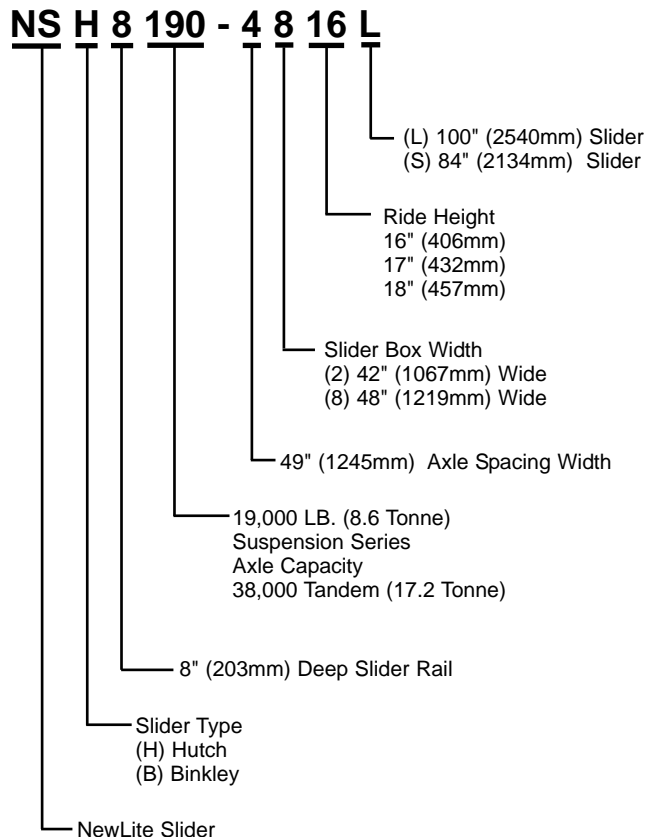 NS H 8 190 - 4 8 16 L
(L) 100" (2540mm) Slider
(S) 84" (2134mm) Slider
Ride Height
16" (406mm)
17" (432mm)
18" (457mm)
Slider Box Width
(2) 42" (1067mm) Wide
(8) 48" (1219mm) Wide
49" (1245mm) Axle Spacing Width
19,000 LB. (8.6 Tonne)
Suspension Series
Axle Capacity
38,000 Tandem (17.2 Tonne)
8" (203mm) Deep Slider Rail
Slider Type
(H) Hutch
(B) Binkley
NewLite Slider